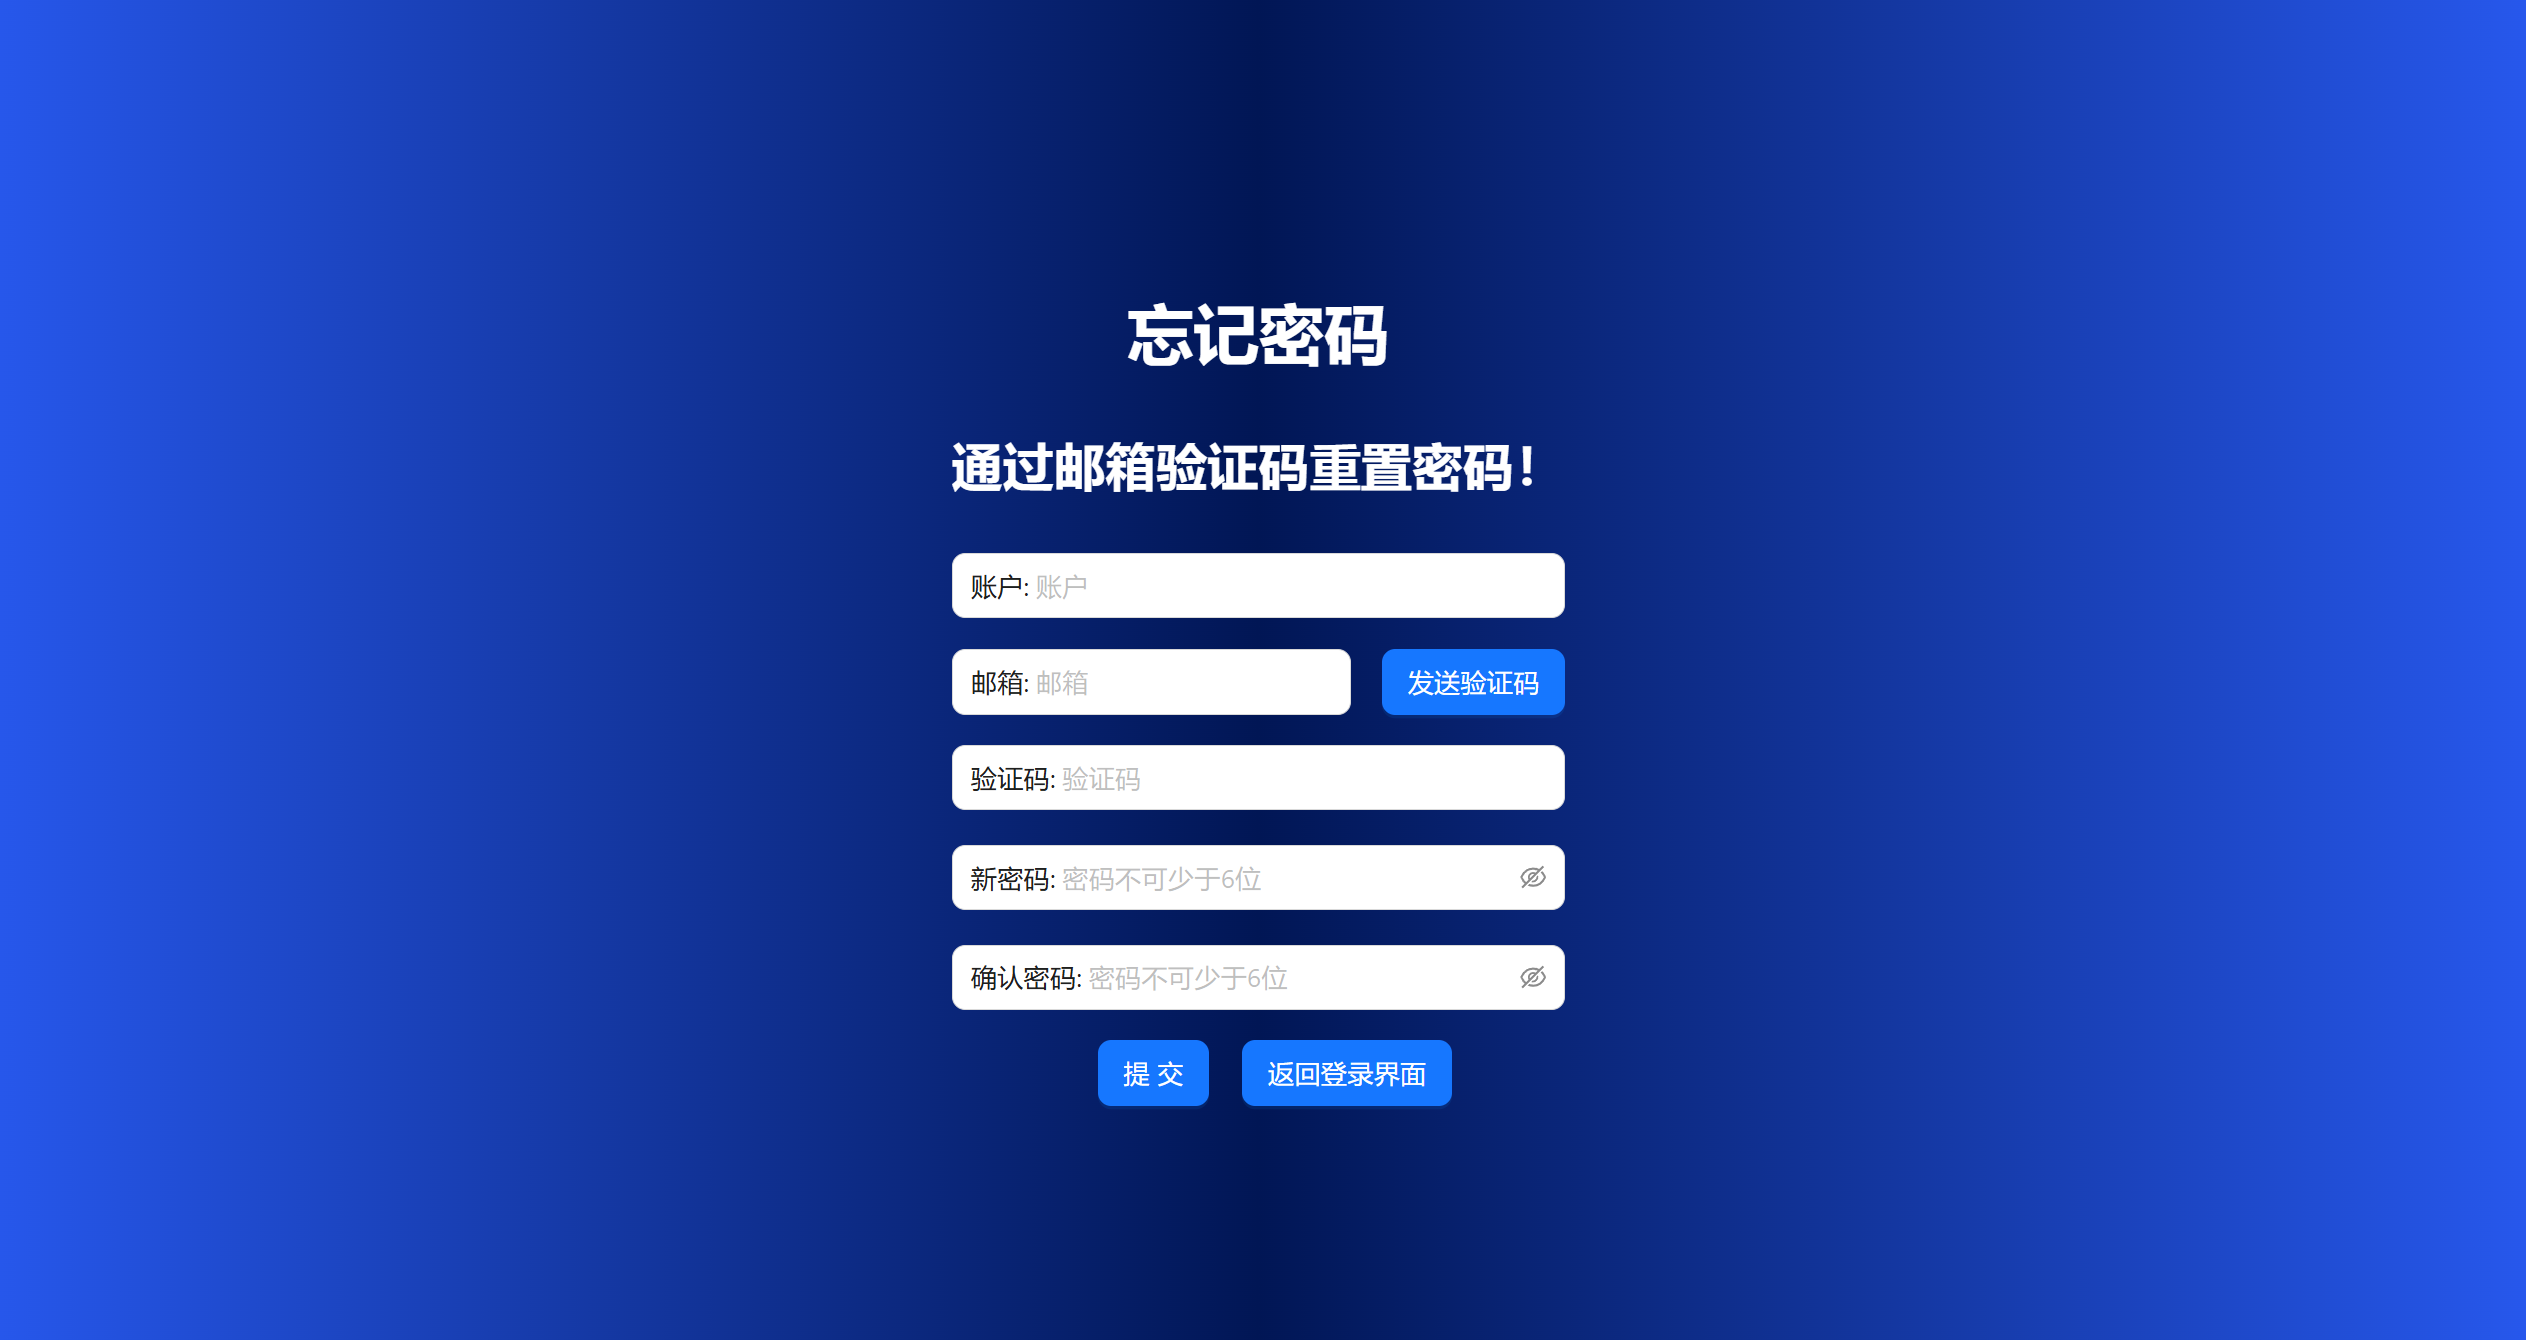 忘记密码
通过邮箱验证码重置密码！
账户: 账户
邮箱: 邮箱 发送验证码
验证码: 验证码
新密码: 密码不可少于6位
确认密码: 密码不可少于6位
提 交 返回登录界面